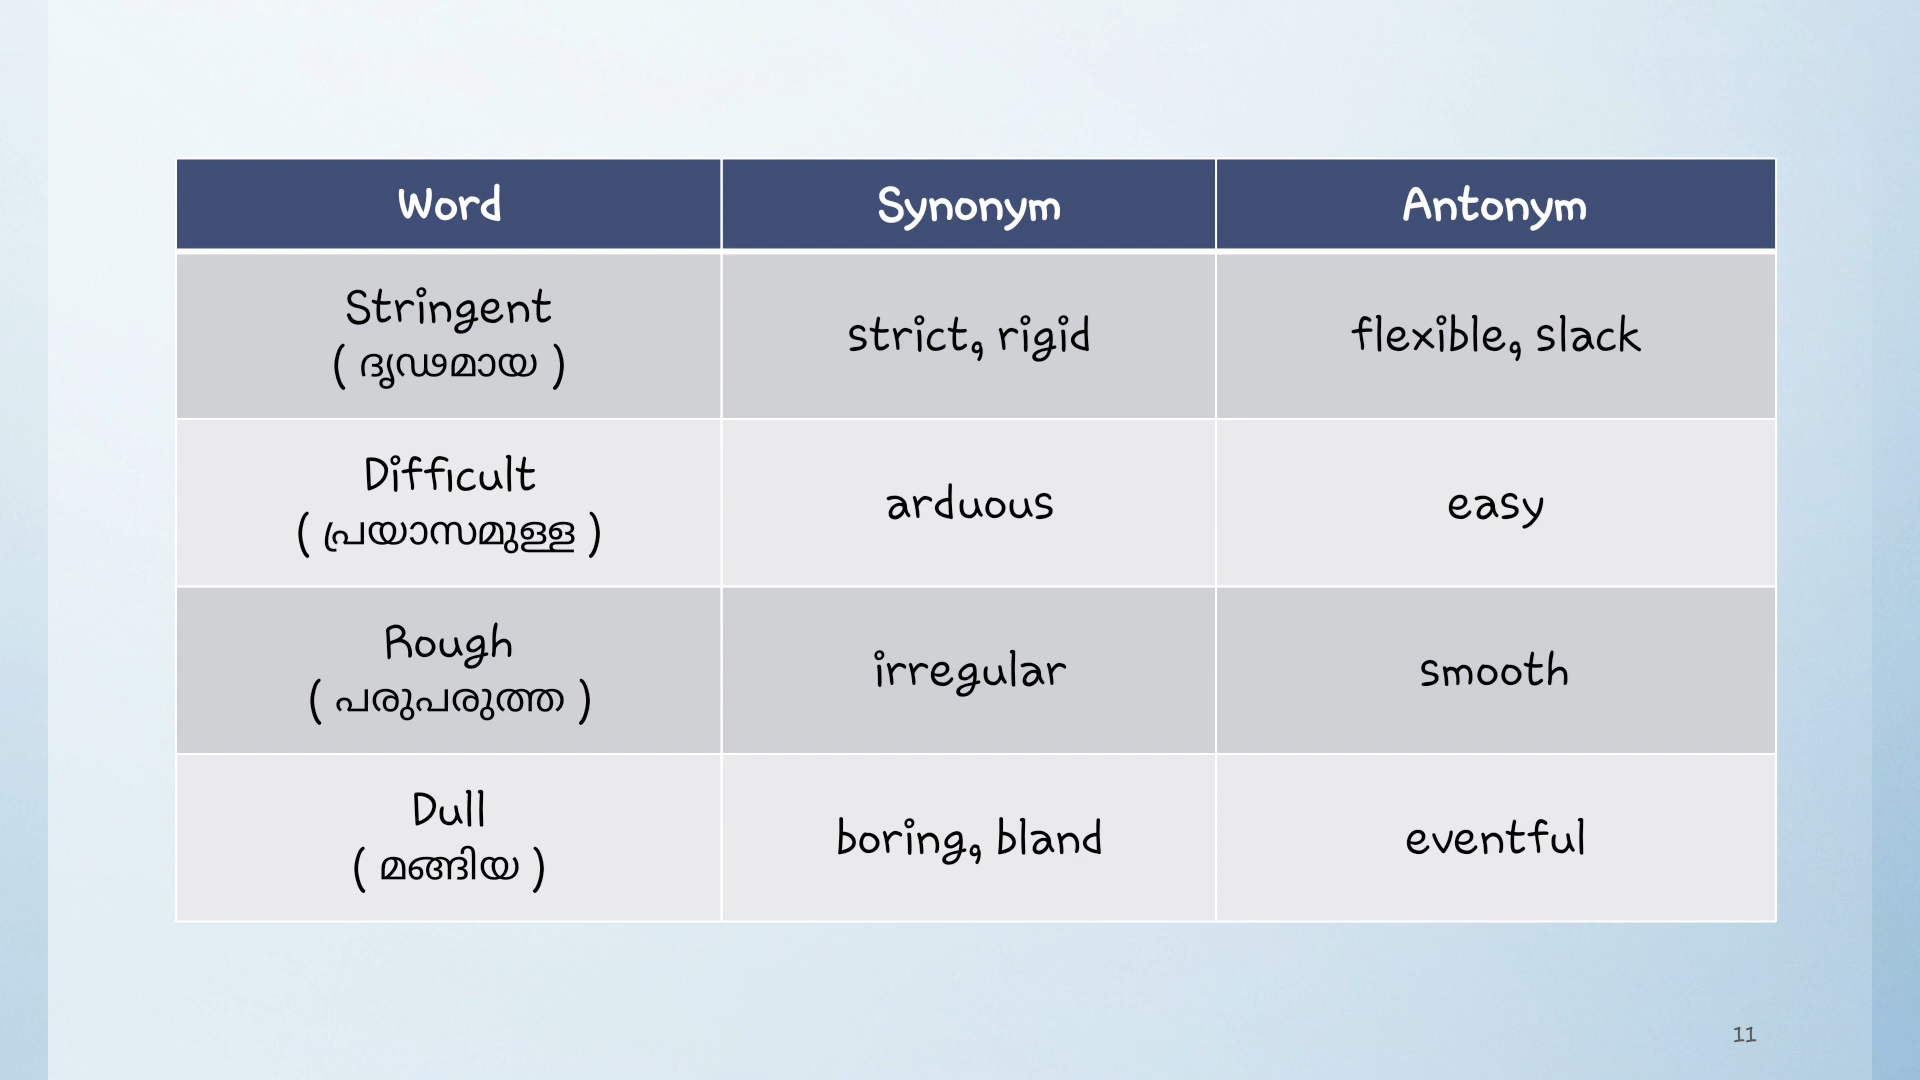 Word Synonym Antonym
Stringent
( ദൃഢമായ )
strict, rigid
flexible, slack
Difficult
( പ്രയാസമുള്ള )
arduous
easy
Rough
( പരുപരുത്ത )
irregular
smooth
Dull
( മങ്ങിയ )
boring, bland
eventful
11